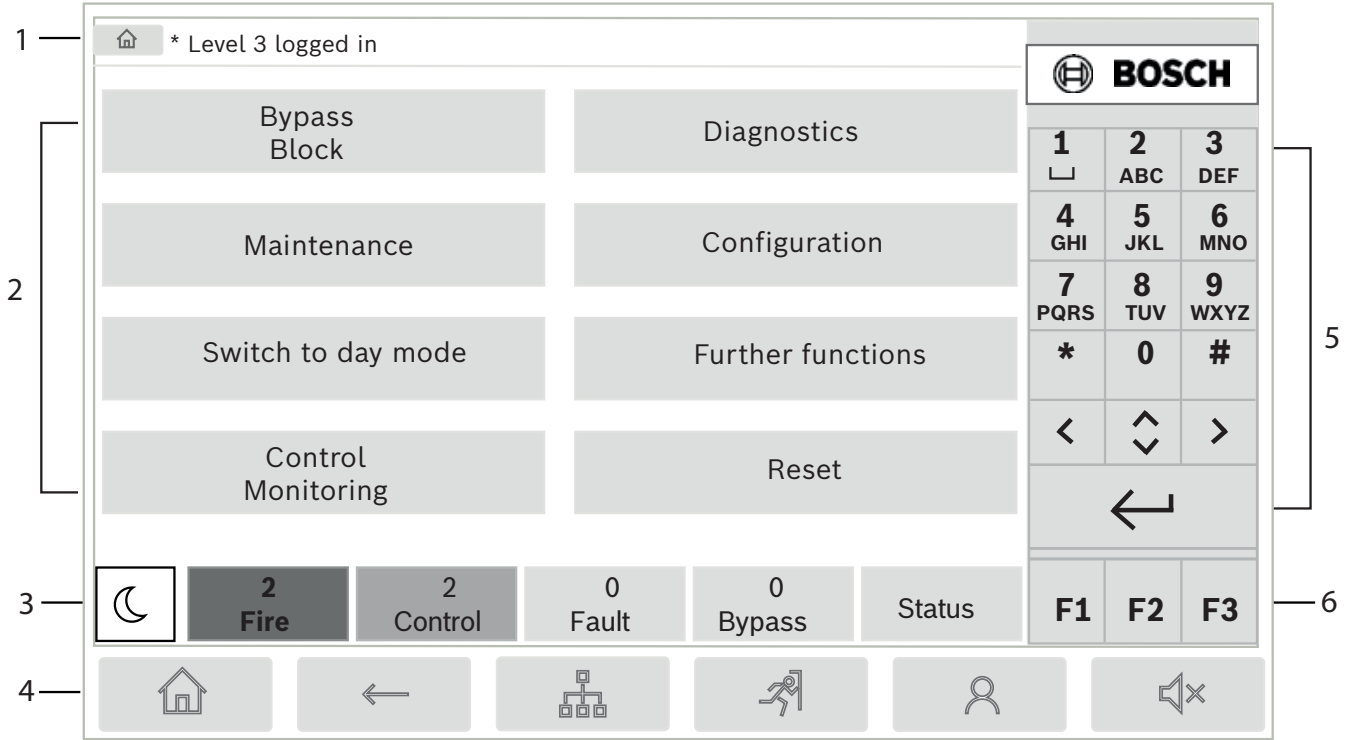 1
* Level 3 logged in
BOSCH
2
Bypass
Block
Diagnostics
Maintenance
Configuration
Switch to day mode
Further functions
Control
Monitoring
Reset
1
2
ABC
3
DEF
4
GHI
5
JKL
6
MNO
7
PQRS
8
TUV
9
WXYZ
*
0
#
<
>
5
3
2
Fire
2
Control
0
Fault
0
Bypass
Status
F1
F2
F3
6
4